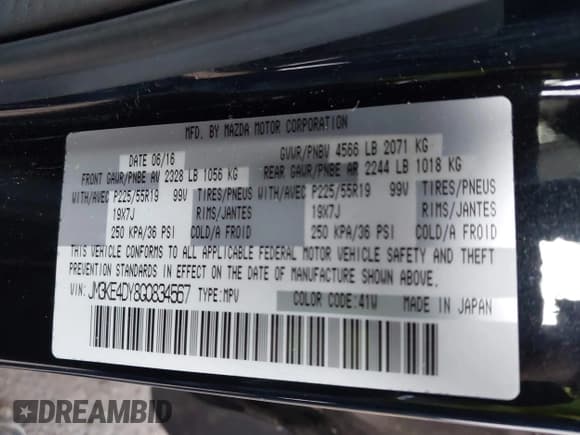 MFD. BY MAZDA MOTOR CORPORATION
DATE 06/16 GVWR/PNBV 4566 LB 2071 KG
FRONT GAWR/PNBE AV 2328 LB 1056 KG REAR GAWR/PNBE AR 2244 LB 1018 KG
WITH/AVEC P225/55R19 99V TIRES/PNEUS WITH/AVEC P225/55R19 99V TIRES/PNEUS
19X7J RIMS/JANTES 19X7J RIMS/JANTES
250 KPA/36 PSI COLD/A FROID 250 KPA/36 PSI COLD/A FROID
THIS VEHICLE CONFORMS TO ALL APPLICABLE FEDERAL MOTOR VEHICLE SAFETY AND THEFT
PREVENTION STANDARDS IN EFFECT ON THE DATE OF MANUFACTURE SHOWN ABOVE.
VIN: JM3KE4DY8G0834567 TYPE:MPV COLOR CODE:41W MADE IN JAPAN
DREAMBID